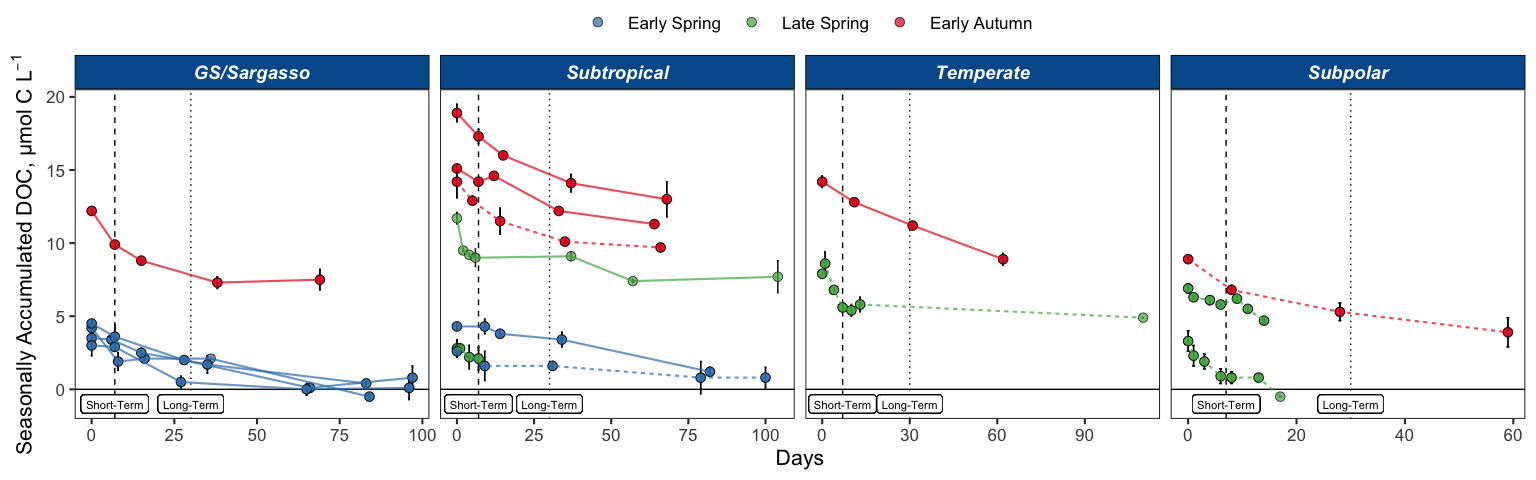 Early Spring Late Spring Early Autumn
GS/Sargasso Subtropical Temperate Subpolar
Seasonally Accumulated DOC, μmol C L⁻¹
20
15
10
5
0
Short-Term Long-Term Short-Term Long-Term Short-Term Long-Term Short-Term Long-Term
0 25 50 75 100 0 25 50 75 100 0 30 60 90 0 20 40 60
Days